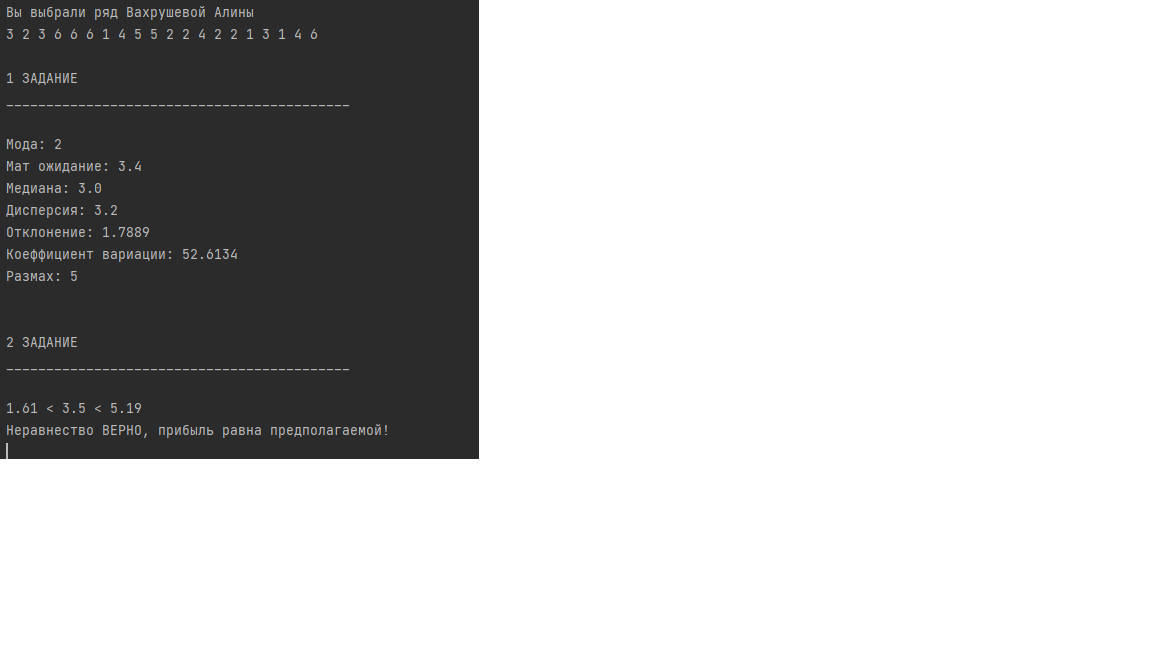 Вы выбрали ряд Вахрушевой Алины
3 2 3 6 6 6 1 4 5 5 2 2 4 2 2 1 3 1 4 6
1 ЗАДАНИЕ
___________________________________________
Мода: 2
Мат ожидание: 3.4
Медиана: 3.0
Дисперсия: 3.2
Отклонение: 1.7889
Коеффициент вариации: 52.6134
Размах: 5
2 ЗАДАНИЕ
___________________________________________
1.61 < 3.5 < 5.19
Неравнество ВЕРНО, прибыль равна предполагаемой!